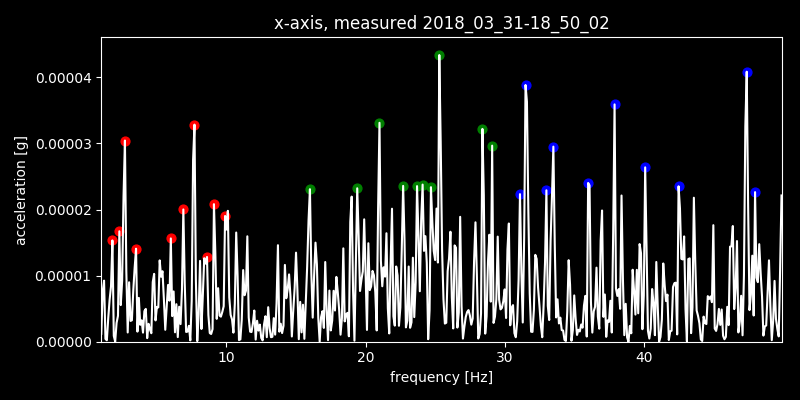 x-axis, measured 2018_03_31-18_50_02
0.00004
0.00003
0.00002
0.00001
0.00000
acceleration [g]
10 20 30 40
frequency [Hz]